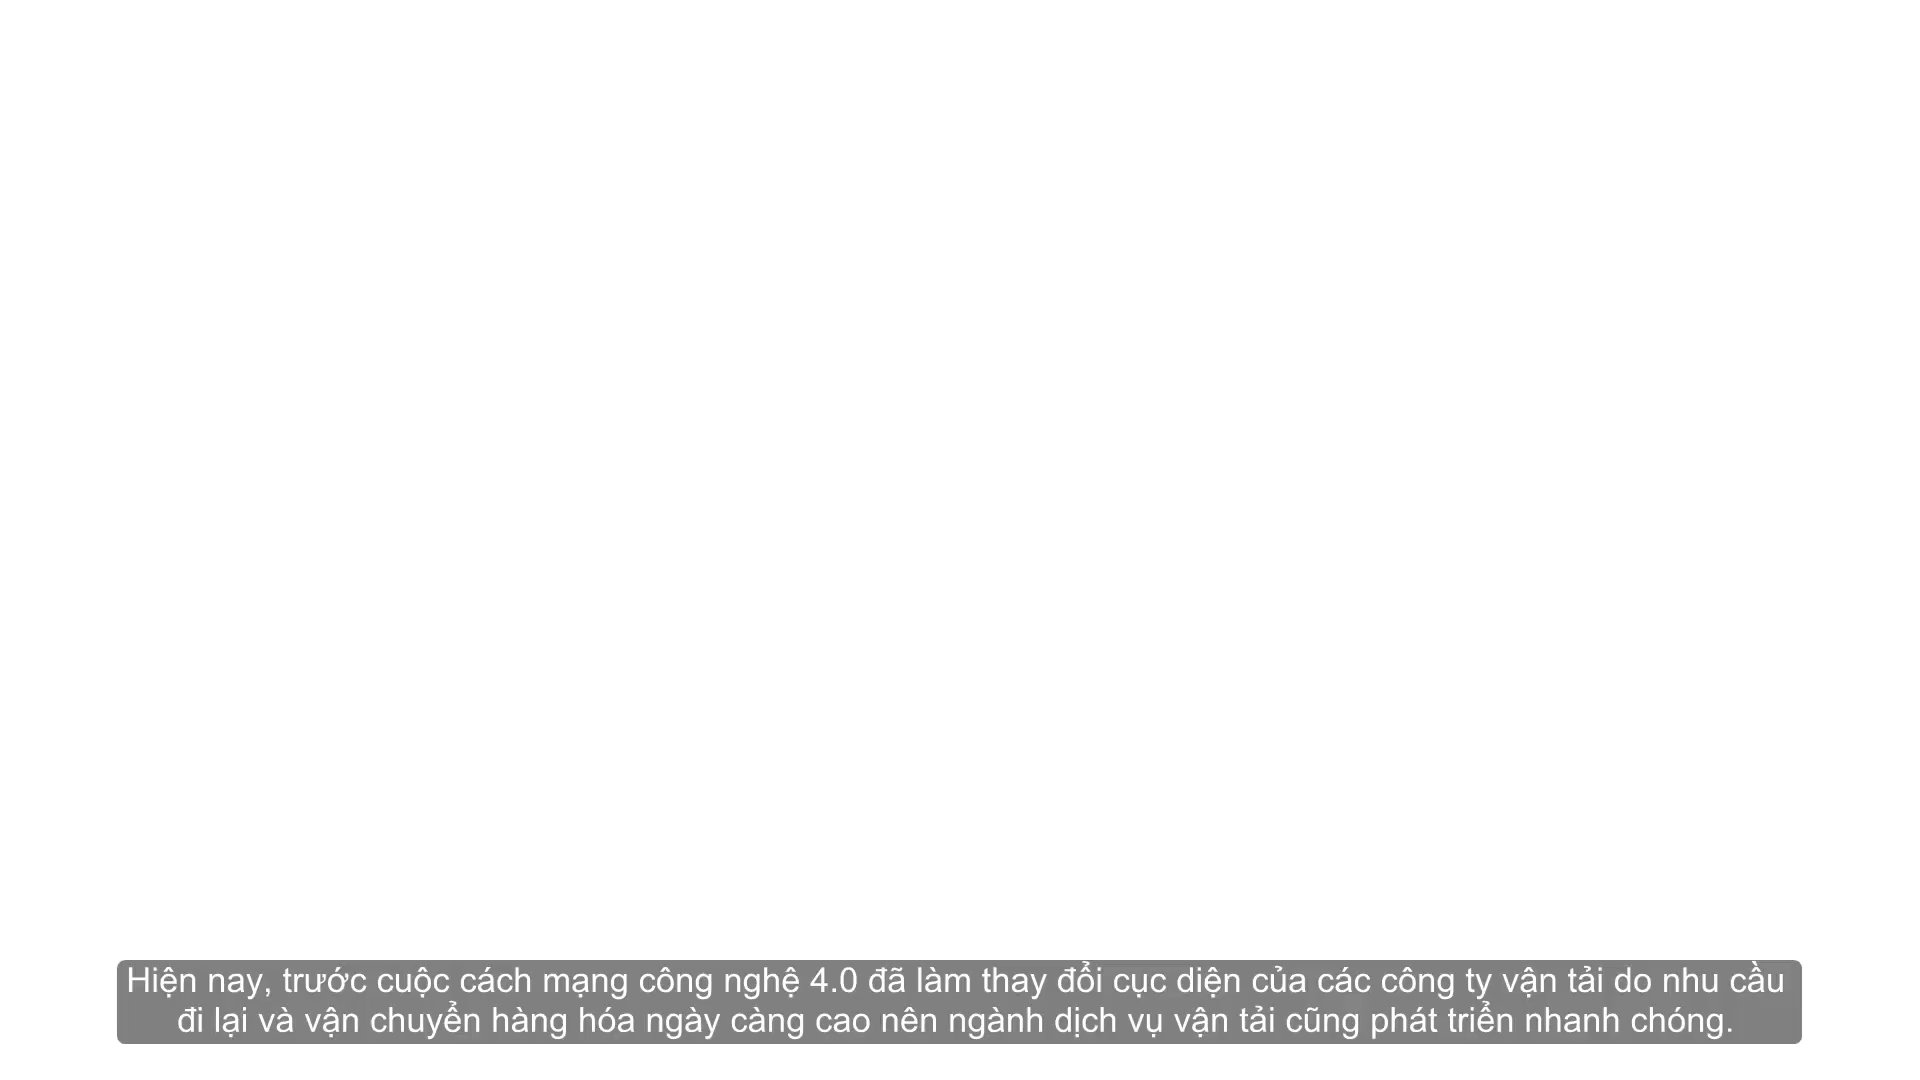 Hiện nay, trước cuộc cách mạng công nghệ 4.0 đã làm thay đổi cục diện của các công ty vận tải do nhu cầu
đi lại và vận chuyển hàng hóa ngày càng cao nên ngành dịch vụ vận tải cũng phát triển nhanh chóng.